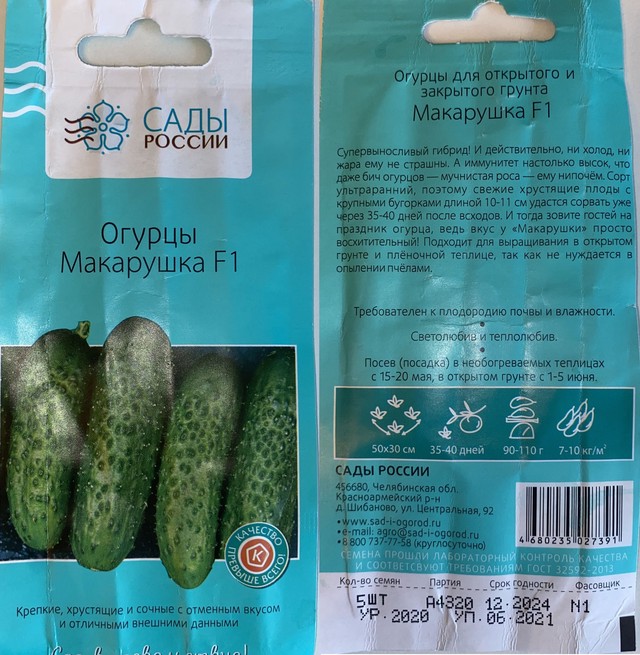 САДЫ
РОССИИ
Огурцы
Макарушка F1
КАЧЕСТВО
ПРЕВЫШЕ ВСЕГО!
Крепкие, хрустящие и сочные с отменным вкусом
и отличными внешними данными
Огурцы для открытого и
закрытого грунта
Макарушка F1
Супервыносливый гибрид! И действительно, ни холод, ни
жара ему не страшны. А иммунитет настолько высок, что
даже бич огурцов — мучнистая роса — ему нипочём. Сорт
ультраранний, поэтому свежие хрустящие плоды с
крупными бугорками длиной 10-11 см удастся сорвать уже
через 35-40 дней после всходов. И тогда зовите гостей на
праздник огурца, ведь вкус у «Макарушки» просто
восхитительный! Подходит для выращивания в открытом
грунте и плёночной теплице, так как не нуждается в
опылении пчёлами.
Требователен к плодородию почвы и влажности.
Светолюбив и теплолюбив.
Посев (посадка) в необогреваемых теплицах
с 15-20 мая, в открытом грунте с 1-5 июня.
50х30 см 35-40 дней 90-110 г 7-10 кг/м²
САДЫ РОССИИ
456680, Челябинская обл.
Красноармейский р-н
д. Шибаново, ул. Центральная, 92
•www.sad-i-ogorod.ru
•e-mail: agro@sad-i-ogorod.ru
•8 800 737-77-58 (круглосуточно)
4 680235 027391
СЕМЕНА ПРОШЛИ ЛАБОРАТОРНЫЙ КОНТРОЛЬ КАЧЕСТВА
И СООТВЕТСТВУЮТ ТРЕБОВАНИЯМ ГОСТ 32592-2013
Кол-во семян Партия Срок годности Фасовщик
5ШТ А4320 12.2024 N1
УР.2020 УП.06.2021